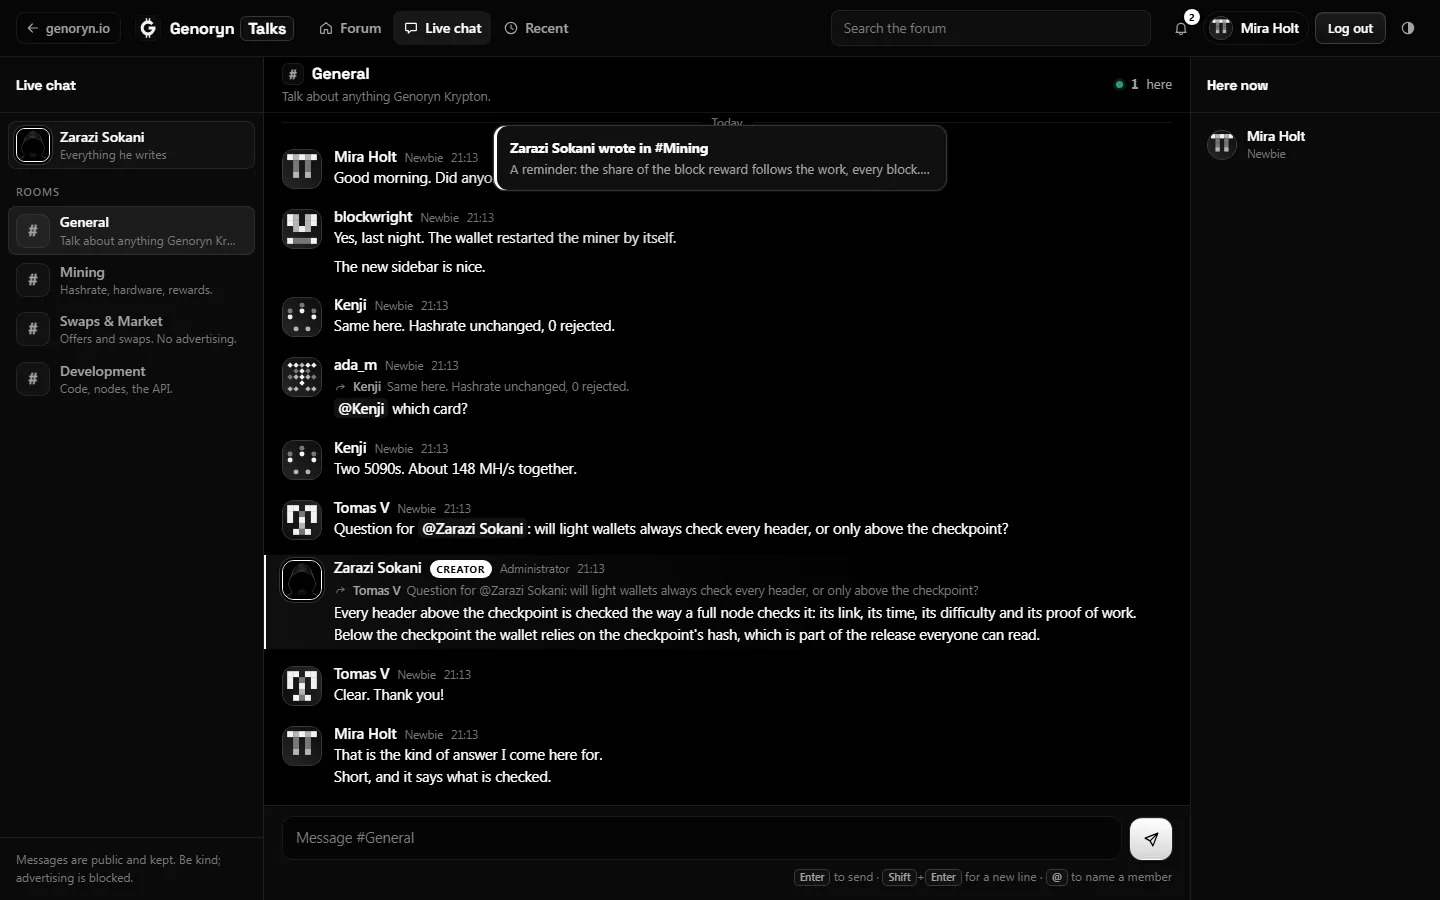 genoryn.io
Genoryn Talks
Forum
Live chat
Recent
Search the forum
2
Mira Holt
Log out
Live chat
Zarazi Sokani
Everything he writes
ROOMS
# General
Talk about anything Genoryn Kr...
# Mining
Hashrate, hardware, rewards.
# Swaps & Market
Offers and swaps. No advertising.
# Development
Code, nodes, the API.
Messages are public and kept. Be kind;
advertising is blocked.
# General
Talk about anything Genoryn Krypton.
1 here
Today
Zarazi Sokani wrote in #Mining
A reminder: the share of the block reward follows the work, every block....
Mira Holt Newbie 21:13
Good morning. Did anyo
blockwright Newbie 21:13
Yes, last night. The wallet restarted the miner by itself.
The new sidebar is nice.
Kenji Newbie 21:13
Same here. Hashrate unchanged, 0 rejected.
ada_m Newbie 21:13
Kenji Same here. Hashrate unchanged, 0 rejected.
@Kenji which card?
Kenji Newbie 21:13
Two 5090s. About 148 MH/s together.
Tomas V Newbie 21:13
Question for @Zarazi Sokani : will light wallets always check every header, or only above the checkpoint?
Zarazi Sokani CREATOR Administrator 21:13
Tomas V Question for @Zarazi Sokani: will light wallets always check every header, or only above the checkpoint?
Every header above the checkpoint is checked the way a full node checks it: its link, its time, its difficulty and its proof of work.
Below the checkpoint the wallet relies on the checkpoint's hash, which is part of the release everyone can read.
Tomas V Newbie 21:13
Clear. Thank you!
Mira Holt Newbie 21:13
That is the kind of answer I come here for.
Short, and it says what is checked.
Message #General
Enter to send · Shift + Enter for a new line · @ to name a member
Here now
Mira Holt
Newbie